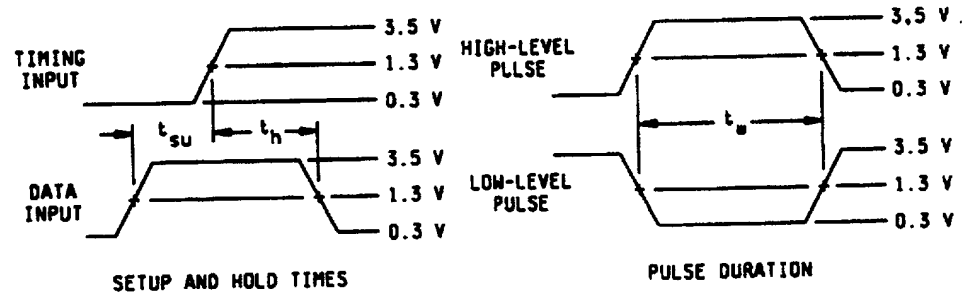 TIMING
INPUT
3.5 V
1.3 V
0.3 V
t su
t h
DATA
INPUT
3.5 V
1.3 V
0.3 V
SETUP AND HOLD TIMES
HIGH-LEVEL
PLLSE
3.5 V
1.3 V
0.3 V
t w
LOW-LEVEL
PULSE
3.5 V
1.3 V
0.3 V
PULSE DURATION